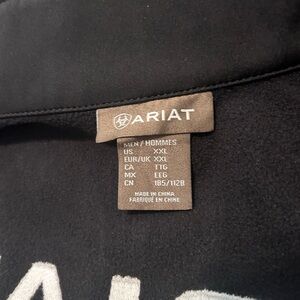 ARIAT
MEN / HOMMES
US XXL
EUR/UK XXL
CA TTG
MX EEG
CN 185/112B
MADE IN CHINA
FABRIQUÉ EN CHINE